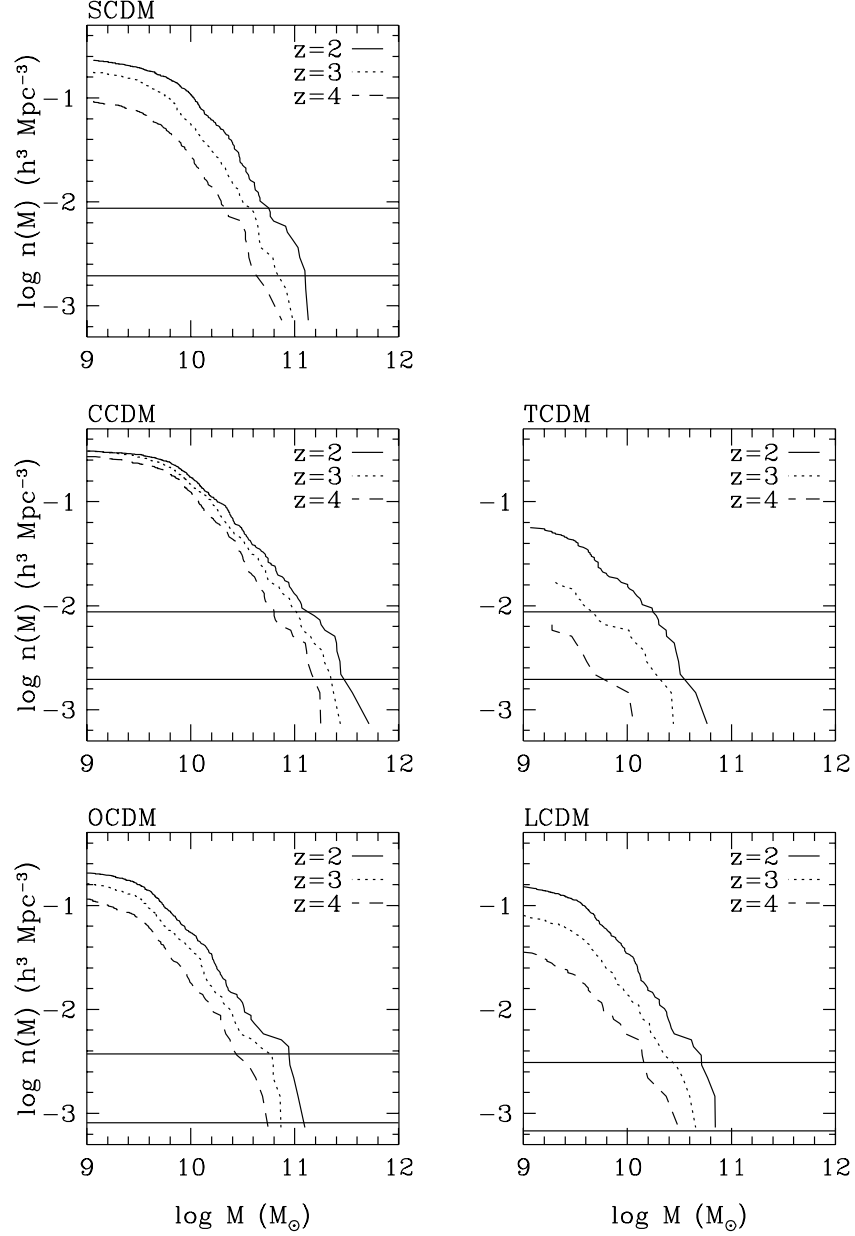 SCDM
z=2
z=3
z=4
log n(M) (h³ Mpc⁻³)
−1
−2
−3
9 10 11 12
CCDM
z=2
z=3
z=4
log n(M) (h³ Mpc⁻³)
−1
−2
−3
9 10 11 12
TCDM
z=2
z=3
z=4
−1
−2
−3
9 10 11 12
OCDM
z=2
z=3
z=4
log n(M) (h³ Mpc⁻³)
−1
−2
−3
9 10 11 12
log M (M☉)
LCDM
z=2
z=3
z=4
−1
−2
−3
9 10 11 12
log M (M☉)